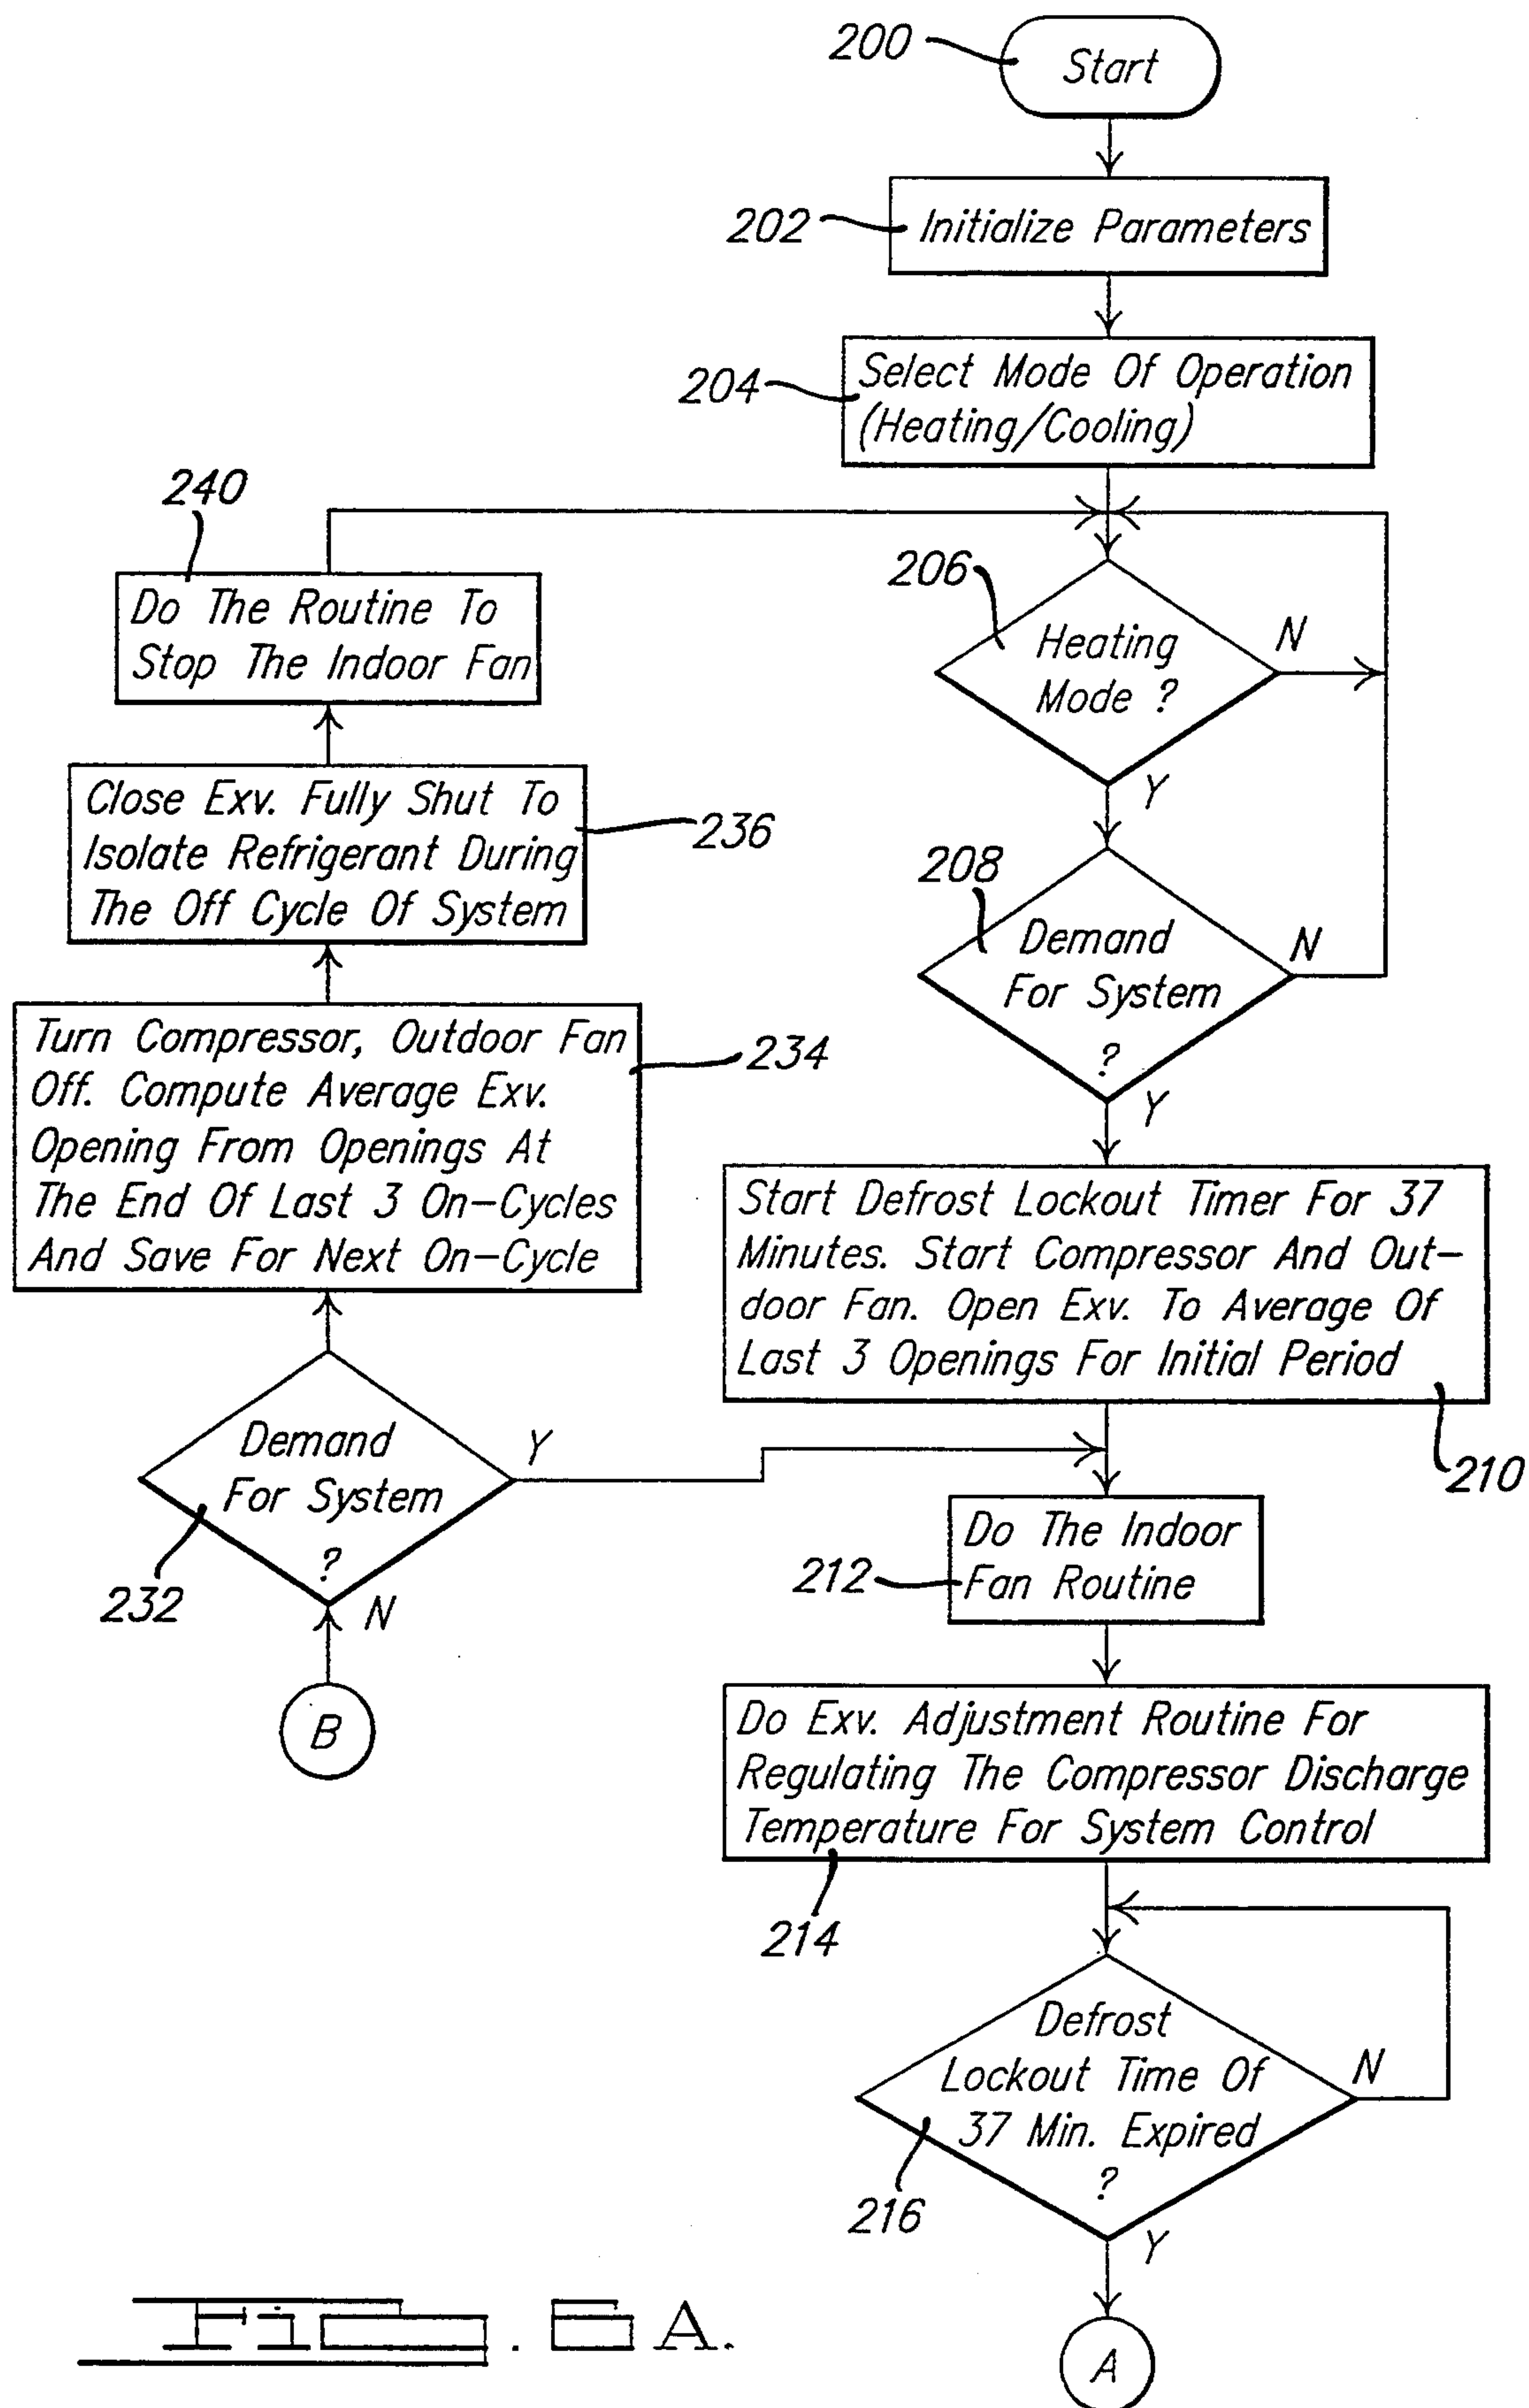 200
Start
202
Initialize Parameters
204
Select Mode Of Operation
(Heating/Cooling)
240
Do The Routine To
Stop The Indoor Fan
206
Heating
Mode ?
N
Y
Close Exv. Fully Shut To
Isolate Refrigerant During
The Off Cycle Of System
236
208
Demand
For System
?
N
Y
Turn Compressor, Outdoor Fan
Off. Compute Average Exv.
Opening From Openings At
The End Of Last 3 On-Cycles
And Save For Next On-Cycle
234
Start Defrost Lockout Timer For 37
Minutes. Start Compressor And Out-
door Fan. Open Exv. To Average Of
Last 3 Openings For Initial Period
210
Demand
For System
?
Y
232
N
B
212
Do The Indoor
Fan Routine
Do Exv. Adjustment Routine For
Regulating The Compressor Discharge
Temperature For System Control
214
Defrost
Lockout Time Of
37 Min. Expired
?
N
216
Y
A
Fig. 6A.